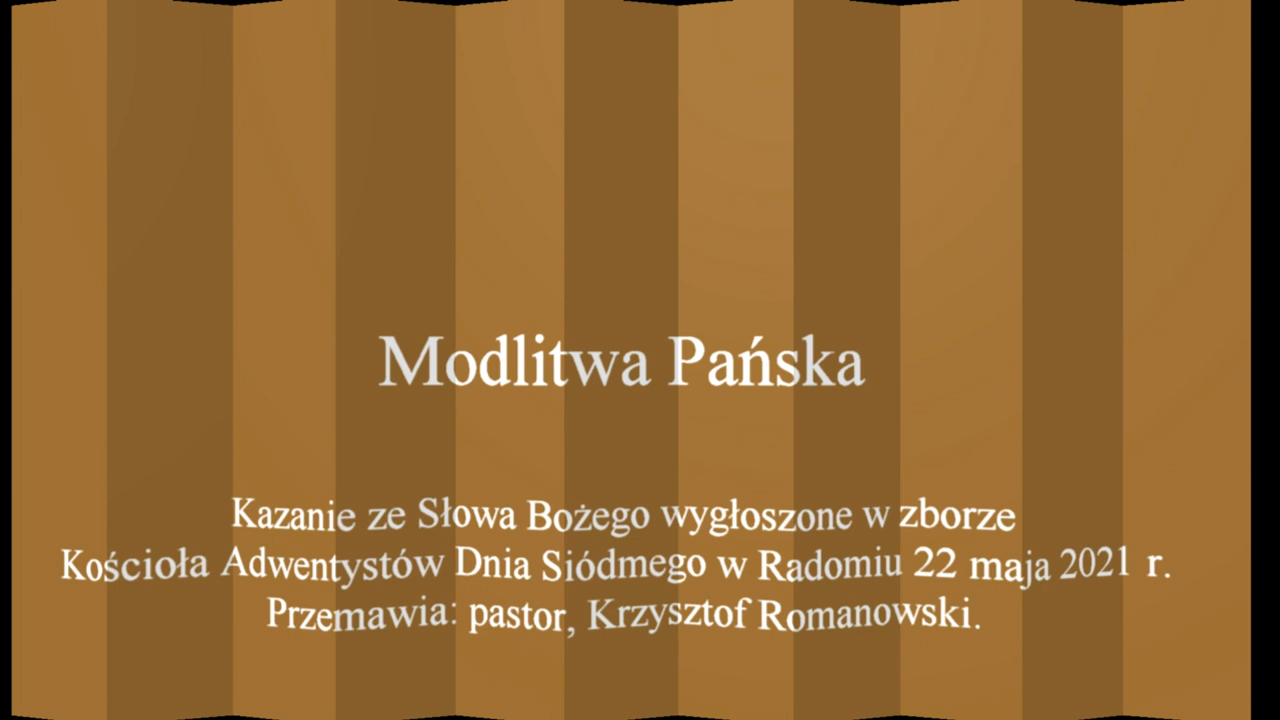 Modlitwa Pańska
Kazanie ze Słowa Bożego wygłoszone w zborze
Kościoła Adwentystów Dnia Siódmego w Radomiu 22 maja 2021 r.
Przemawia: pastor, Krzysztof Romanowski.